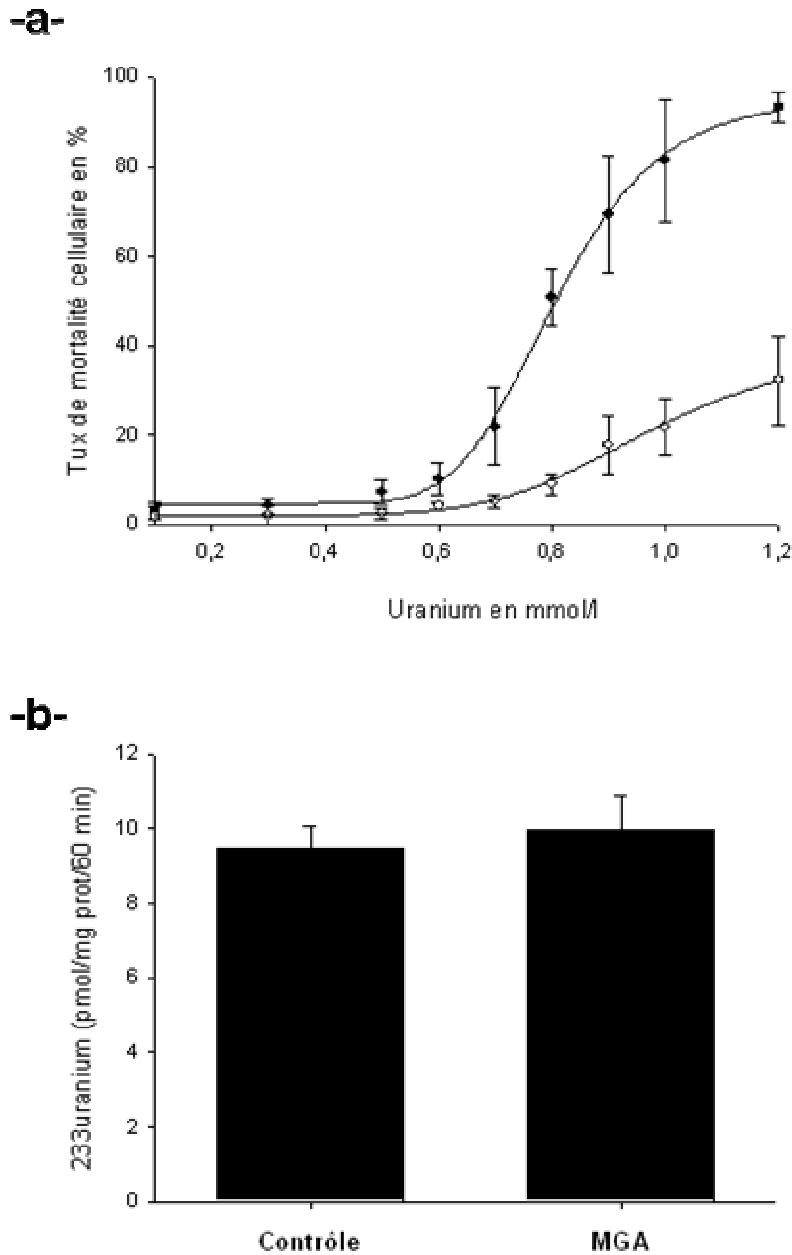 -a-
100
80
60
40
20
0
Tux de mortalité cellulaire en %
0,2 0,4 0,6 0,8 1,0 1,2
Uranium en mmol/l
-b-
12
10
8
6
4
2
0
233uranium (pmol/mg prot/60 min)
Contrôle MGA